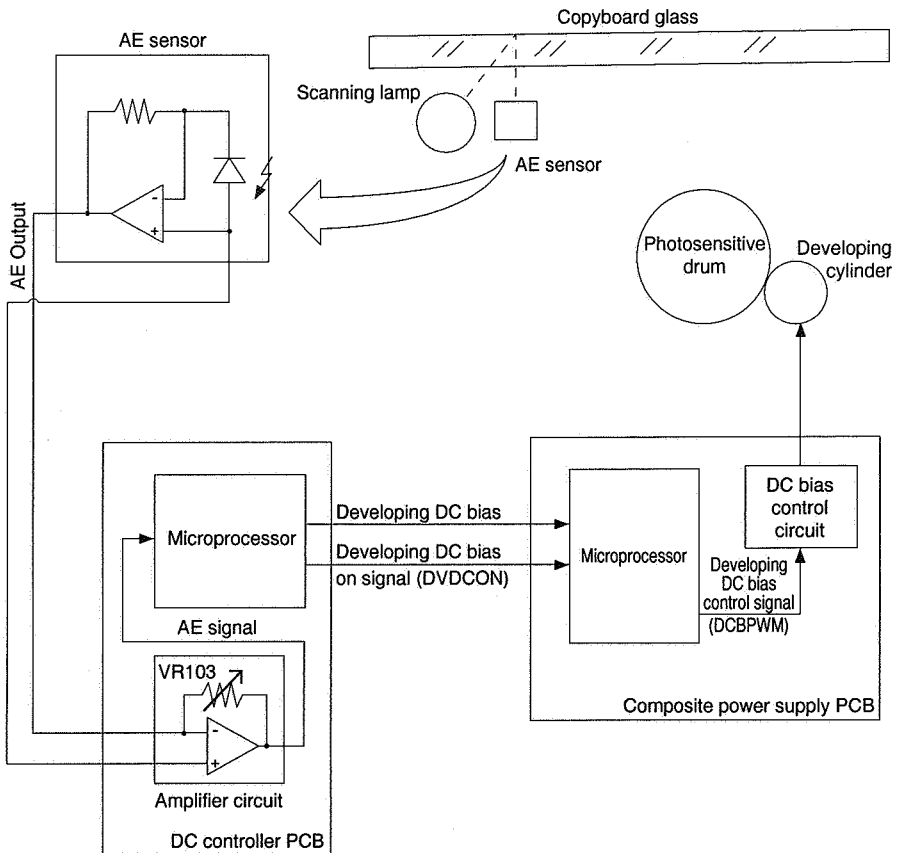 Copyboard glass
AE sensor
Scanning lamp
AE sensor
AE Output
-
+
Photosensitive
drum
Developing
cylinder
Microprocessor
Developing DC bias
Developing DC bias
on signal (DVDCON)
Microprocessor
DC bias
control
circuit
Developing
DC bias
control signal
(DCBPWM)
AE signal
VR103
-
+
Amplifier circuit
DC controller PCB
Composite power supply PCB